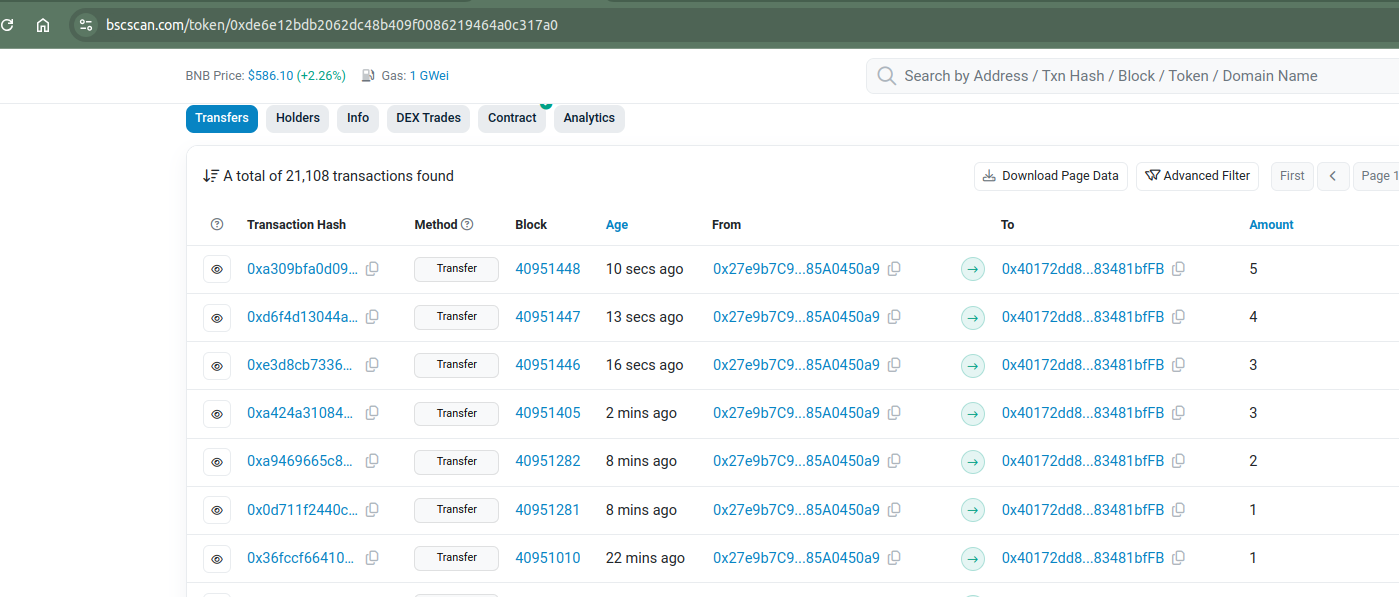 bscscan.com/token/0xde6e12bdb2062dc48b409f0086219464a0c317a0
BNB Price: $586.10 (+2.26%) Gas: 1 GWei
Search by Address / Txn Hash / Block / Token / Domain Name
Transfers Holders Info DEX Trades Contract Analytics
A total of 21,108 transactions found Download Page Data Advanced Filter First Page 1
Transaction Hash Method Block Age From To Amount
0xa309bfa0d09... Transfer 40951448 10 secs ago 0x27e9b7C9...85A0450a9 0x40172dd8...83481bfFB 5
0xd6f4d13044a... Transfer 40951447 13 secs ago 0x27e9b7C9...85A0450a9 0x40172dd8...83481bfFB 4
0xe3d8cb7336... Transfer 40951446 16 secs ago 0x27e9b7C9...85A0450a9 0x40172dd8...83481bfFB 3
0xa424a31084... Transfer 40951405 2 mins ago 0x27e9b7C9...85A0450a9 0x40172dd8...83481bfFB 3
0xa9469665c8... Transfer 40951282 8 mins ago 0x27e9b7C9...85A0450a9 0x40172dd8...83481bfFB 2
0x0d711f2440c... Transfer 40951281 8 mins ago 0x27e9b7C9...85A0450a9 0x40172dd8...83481bfFB 1
0x36fccf66410... Transfer 40951010 22 mins ago 0x27e9b7C9...85A0450a9 0x40172dd8...83481bfFB 1